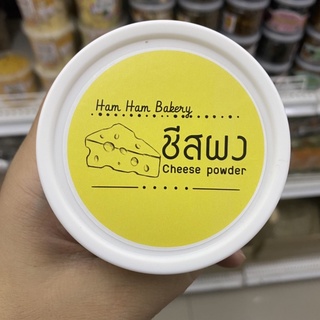 Ham Ham Bakery
ชีสผง
Cheese powder